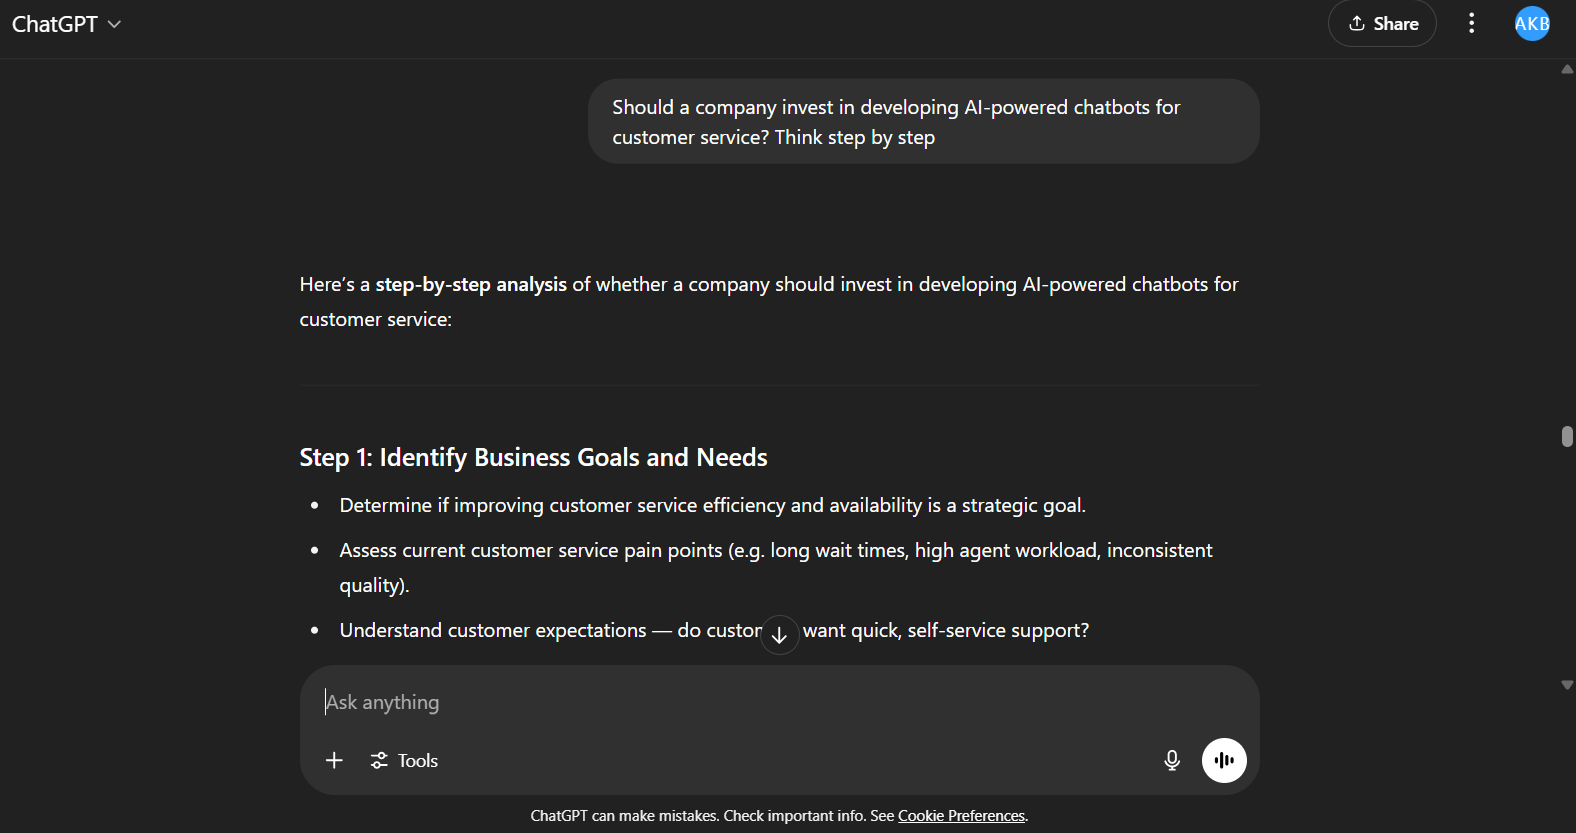 ChatGPT
Share
AKB
Should a company invest in developing AI-powered chatbots for
customer service? Think step by step
Here’s a step-by-step analysis of whether a company should invest in developing AI-powered chatbots for
customer service:
Step 1: Identify Business Goals and Needs
• Determine if improving customer service efficiency and availability is a strategic goal.
• Assess current customer service pain points (e.g. long wait times, high agent workload, inconsistent
quality).
• Understand customer expectations — do want quick, self-service support?
Ask anything
Tools
ChatGPT can make mistakes. Check important info. See Cookie Preferences.